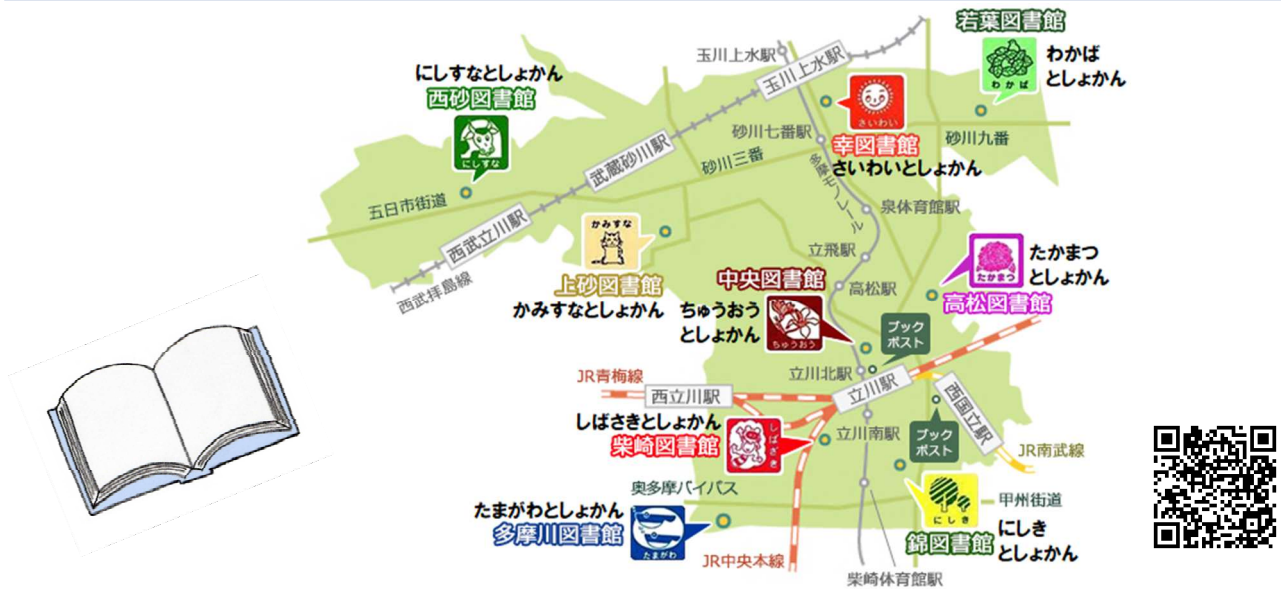 若葉図書館
わかば
としょかん
わかば
玉川上水駅
玉川上水駅
にしすなとしょかん
西砂図書館
にしすな
さいわい
幸図書館
さいわいとしょかん
砂川七番駅
砂川九番
武蔵砂川駅
砂川三番
多摩モノレール
五日市街道
泉体育館駅
西武立川駅
西武拝島線
かみすな
上砂図書館
かみすなとしょかん
立飛駅
高松駅
たかまつ
としょかん
たかまつ
高松図書館
中央図書館
ちゅうおう
としょかん
ちゅうおう
ブック
ポスト
立川北駅
立川駅
JR青梅線
西立川駅
西国立駅
しばさきとしょかん
柴崎図書館
しばさき
立川南駅
ブック
ポスト
JR南武線
奥多摩バイパス
甲州街道
たまがわとしょかん
多摩川図書館
たまがわ
にしき
錦図書館
にしき
としょかん
JR中央本線
柴崎体育館駅